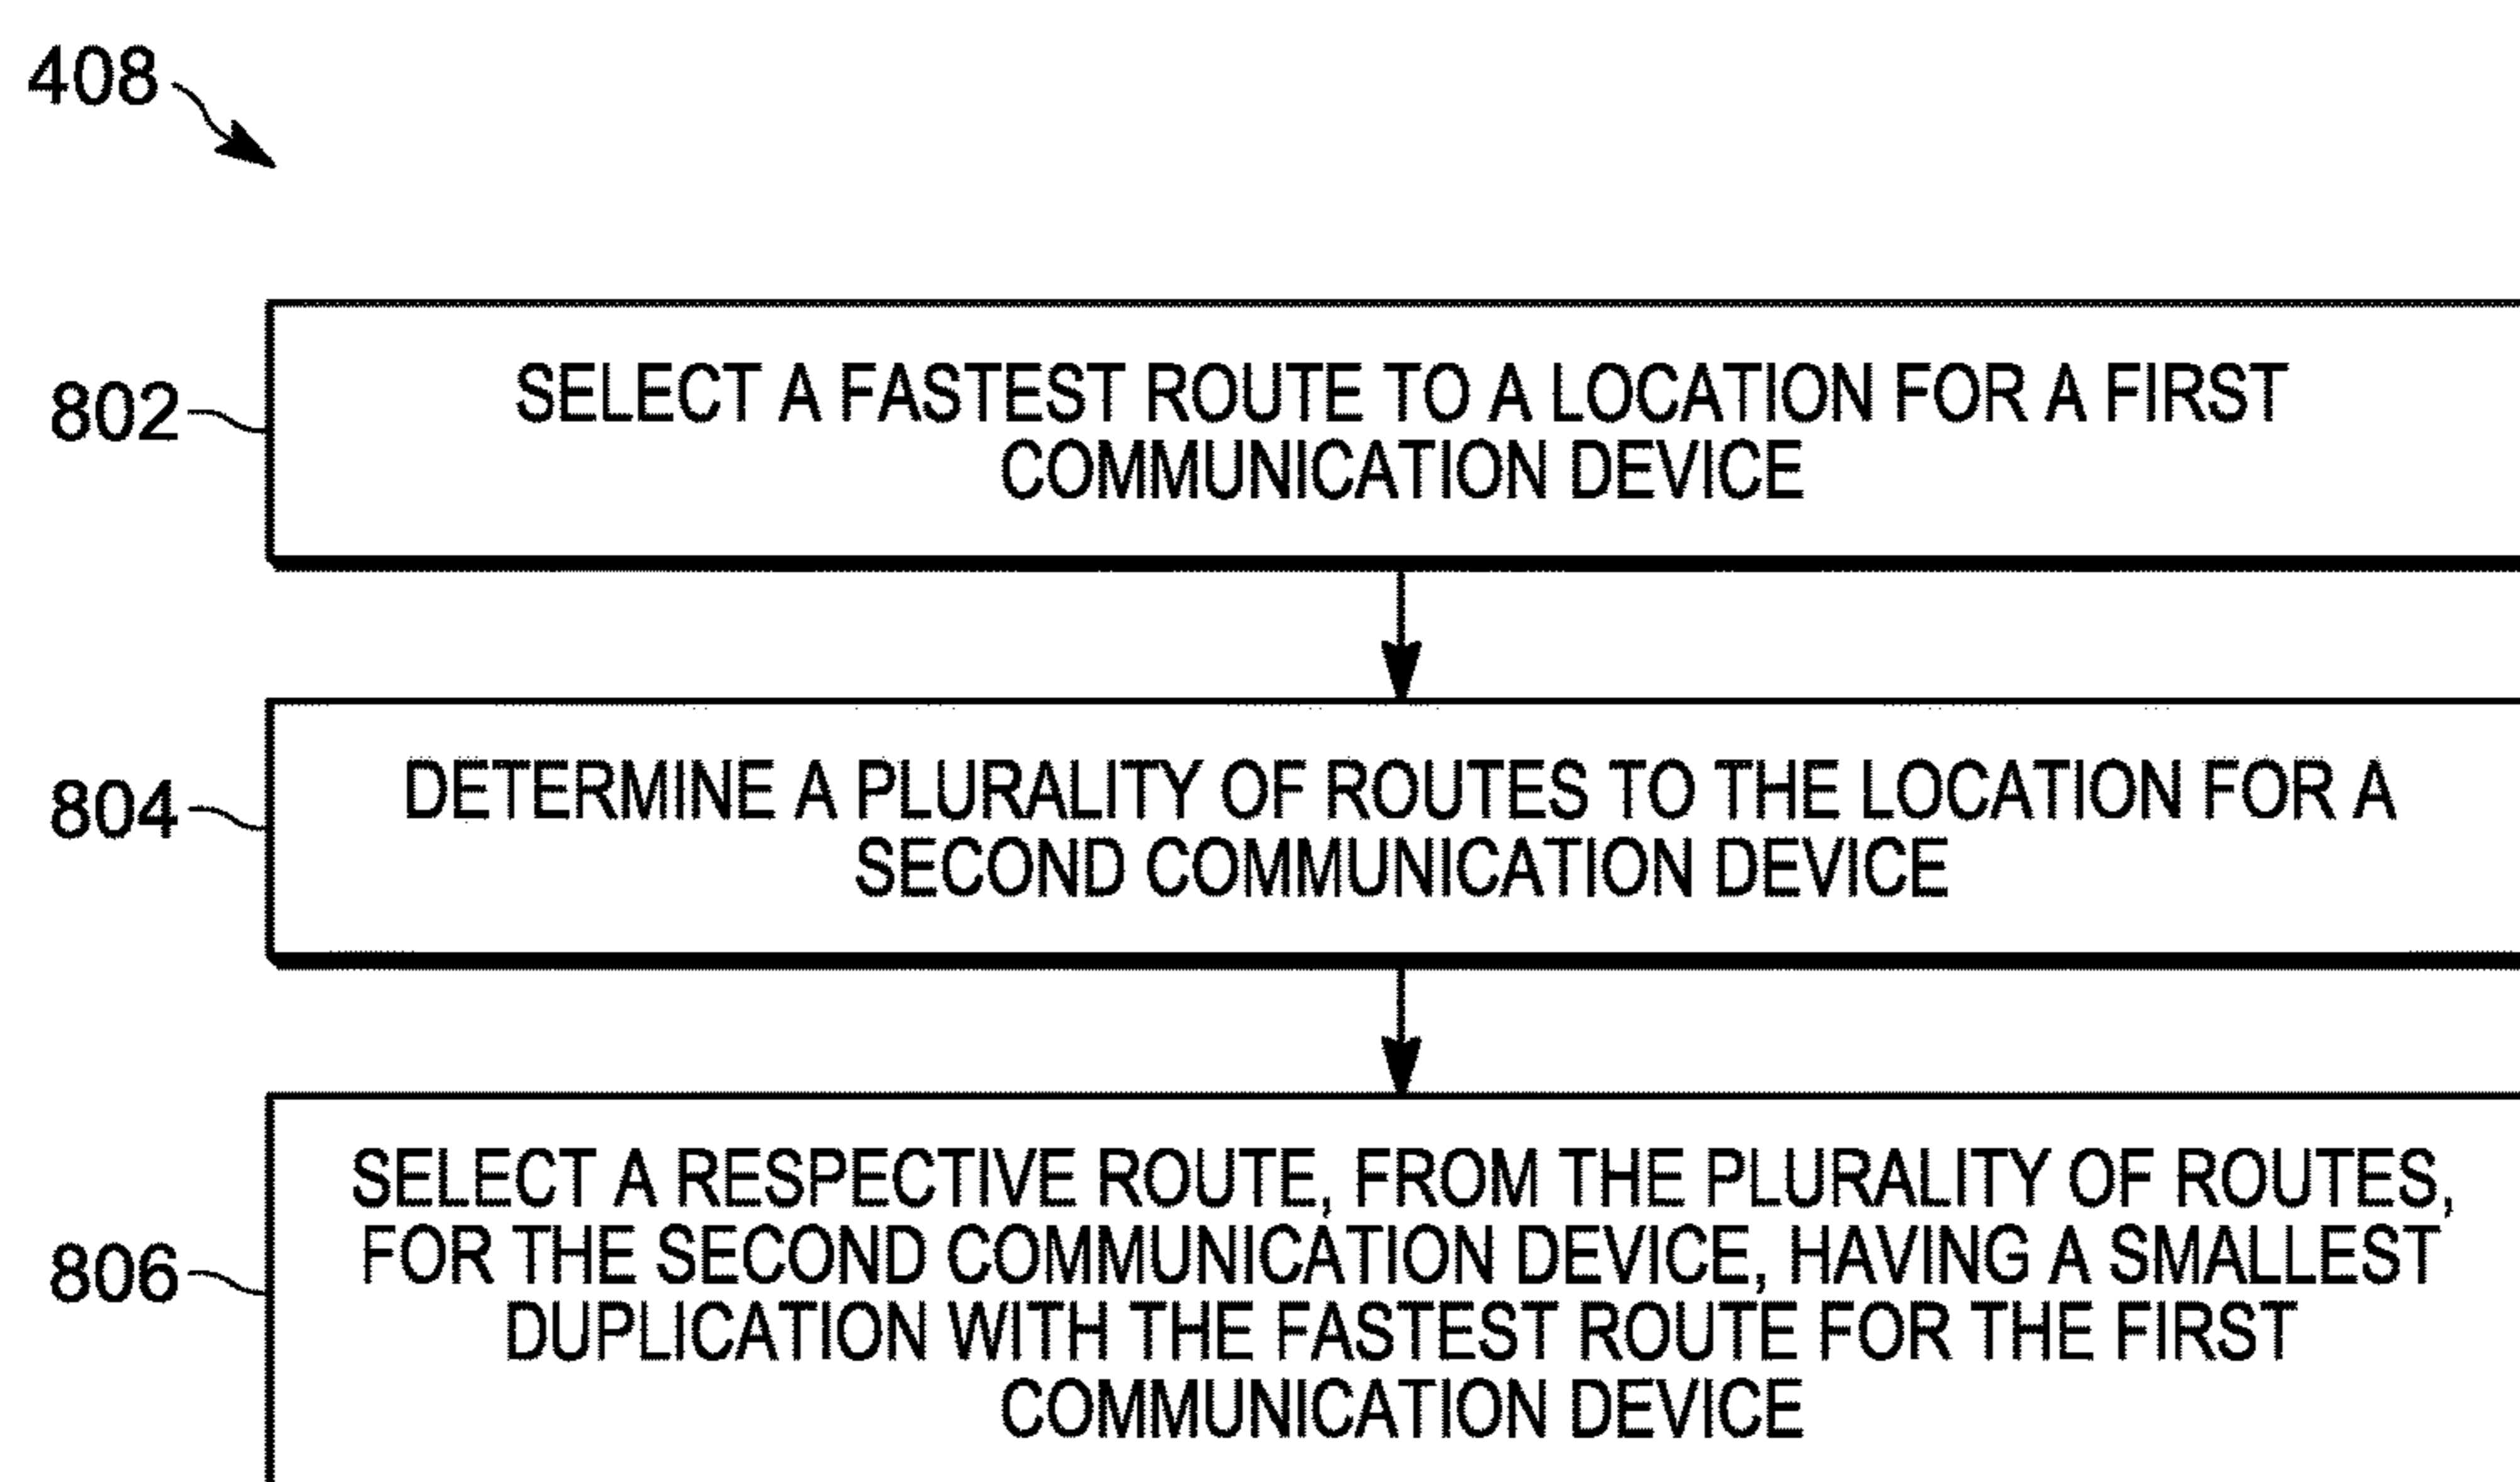 408
802
SELECT A FASTEST ROUTE TO A LOCATION FOR A FIRST
COMMUNICATION DEVICE
804
DETERMINE A PLURALITY OF ROUTES TO THE LOCATION FOR A
SECOND COMMUNICATION DEVICE
806
SELECT A RESPECTIVE ROUTE, FROM THE PLURALITY OF ROUTES,
FOR THE SECOND COMMUNICATION DEVICE, HAVING A SMALLEST
DUPLICATION WITH THE FASTEST ROUTE FOR THE FIRST
COMMUNICATION DEVICE